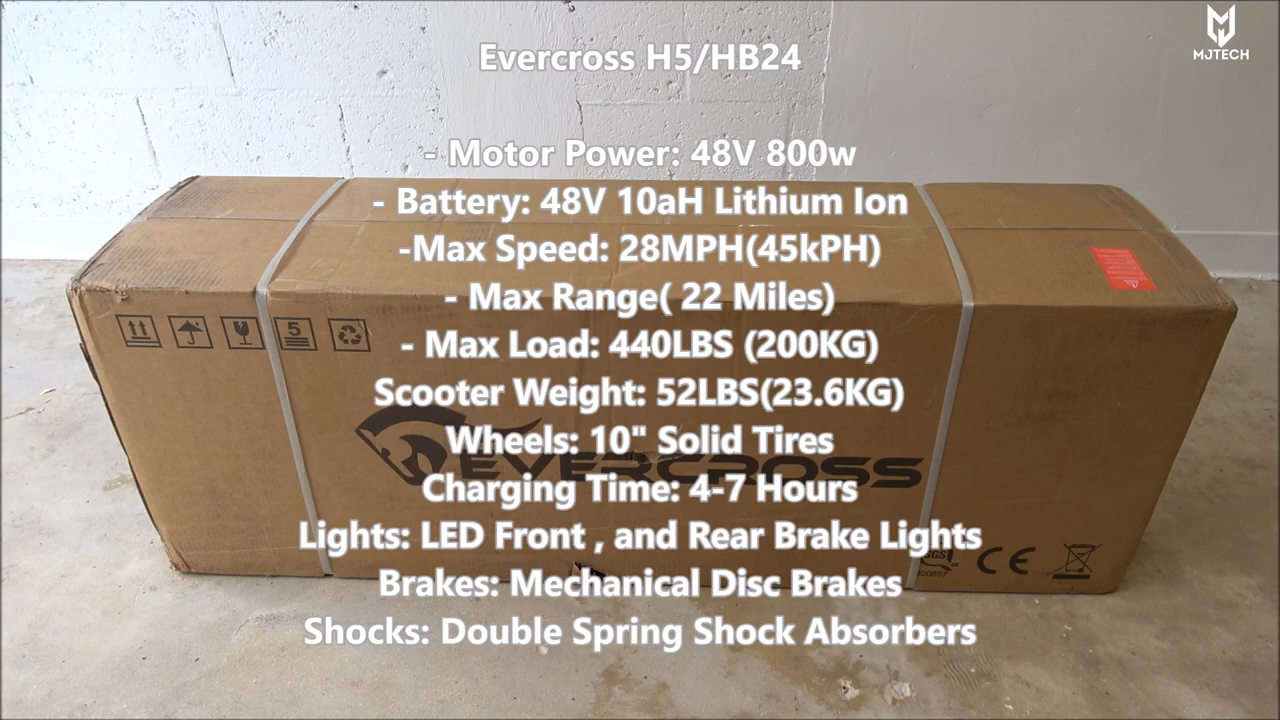 MJTECH
Evercross H5/HB24
- Motor Power: 48V 800w
- Battery: 48V 10aH Lithium Ion
-Max Speed: 28MPH(45kPH)
- Max Range( 22 Miles)
- Max Load: 440LBS (200KG)
Scooter Weight: 52LBS(23.6KG)
Wheels: 10" Solid Tires
EVERCROSS
Charging Time: 4-7 Hours
Lights: LED Front , and Rear Brake Lights
Brakes: Mechanical Disc Brakes
Shocks: Double Spring Shock Absorbers
5
SGS
CE